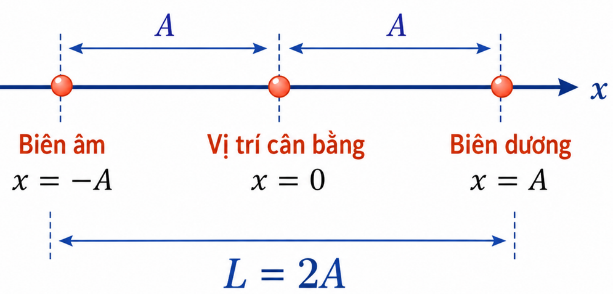 A A
x
Biên âm Vị trí cân bằng Biên dương
x = −A x = 0 x = A
L = 2A